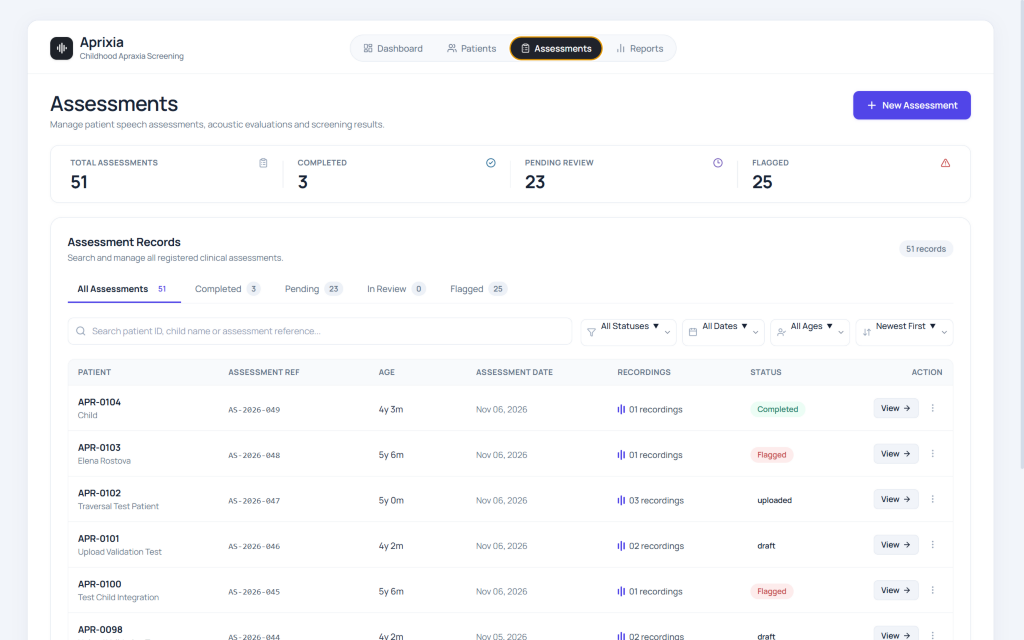 Aprixia
Childhood Apraxia Screening
Dashboard
Patients
Assessments
Reports
Assessments
Manage patient speech assessments, acoustic evaluations and screening results.
+ New Assessment
TOTAL ASSESSMENTS
51
COMPLETED
3
PENDING REVIEW
23
FLAGGED
25
Assessment Records
Search and manage all registered clinical assessments.
51 records
All Assessments 51
Completed 3
Pending 23
In Review 0
Flagged 25
Search patient ID, child name or assessment reference...
All Statuses ▼
All Dates ▼
All Ages ▼
Newest First ▼
PATIENT ASSESSMENT REF AGE ASSESSMENT DATE RECORDINGS STATUS ACTION
APR-0104
Child
AS-2026-049 4y 3m Nov 06, 2026 01 recordings Completed View →
APR-0103
Elena Rostova
AS-2026-048 5y 6m Nov 06, 2026 01 recordings Flagged View →
APR-0102
Traversal Test Patient
AS-2026-047 5y 0m Nov 06, 2026 03 recordings uploaded View →
APR-0101
Upload Validation Test
AS-2026-046 4y 2m Nov 06, 2026 02 recordings draft View →
APR-0100
Test Child Integration
AS-2026-045 5y 6m Nov 06, 2026 01 recordings Flagged View →
APR-0098
AS-2026-044 4y 2m Nov 05, 2026 02 recordings draft View →